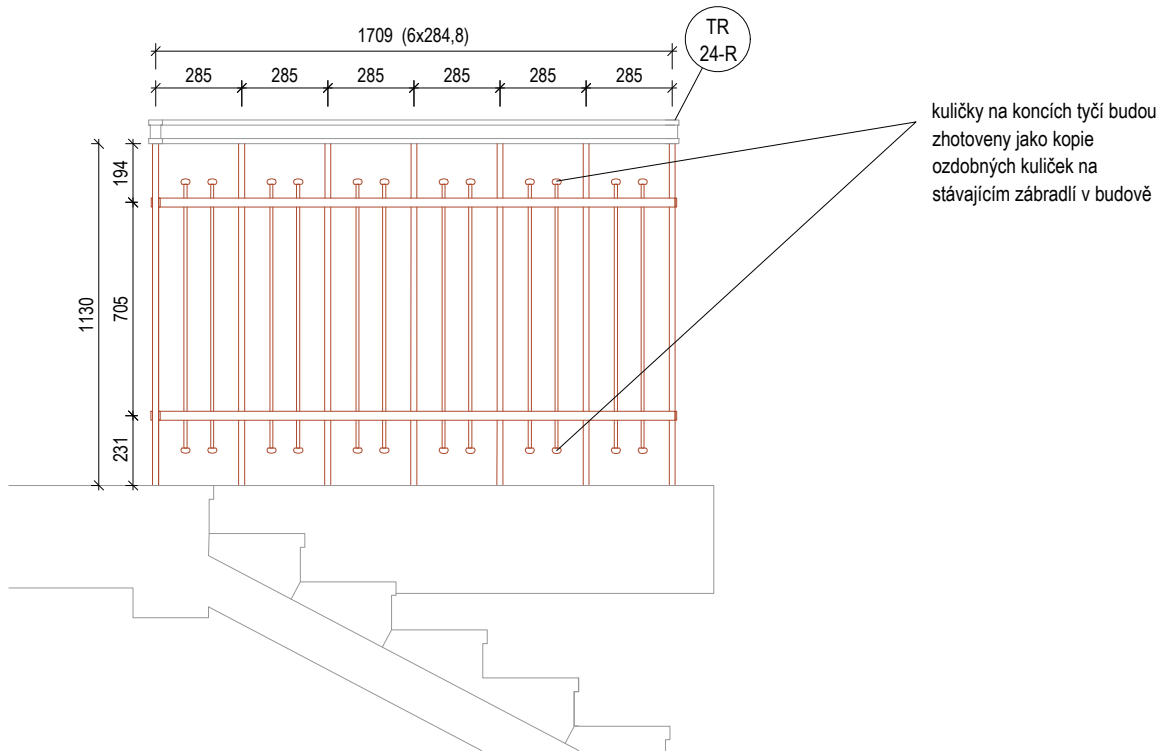 1709 (6x284,8)
TR
24-R
285 285 285 285 285 285
kuličky na koncích tyčí budou
zhotoveny jako kopie
ozdobných kuliček na
stávajícím zábradlí v budově
194
705
1130
231